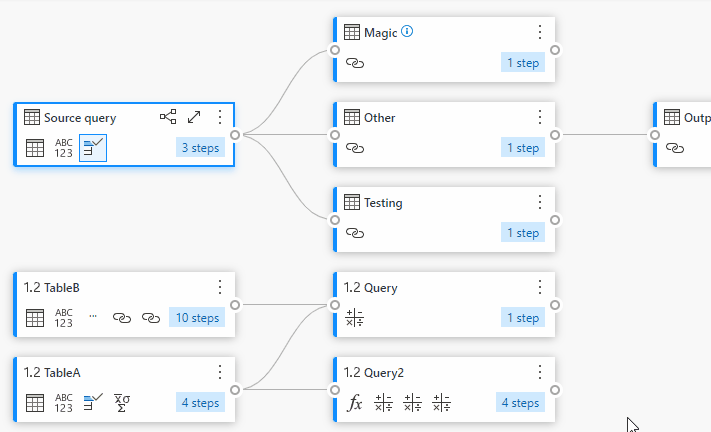 Magic
1 step
Source query
ABC
123
3 steps
Other
1 step
Outp
Testing
1 step
1.2 TableB
ABC
123
...
10 steps
1.2 Query
1 step
1.2 TableA
ABC
123
4 steps
1.2 Query2
fx
4 steps